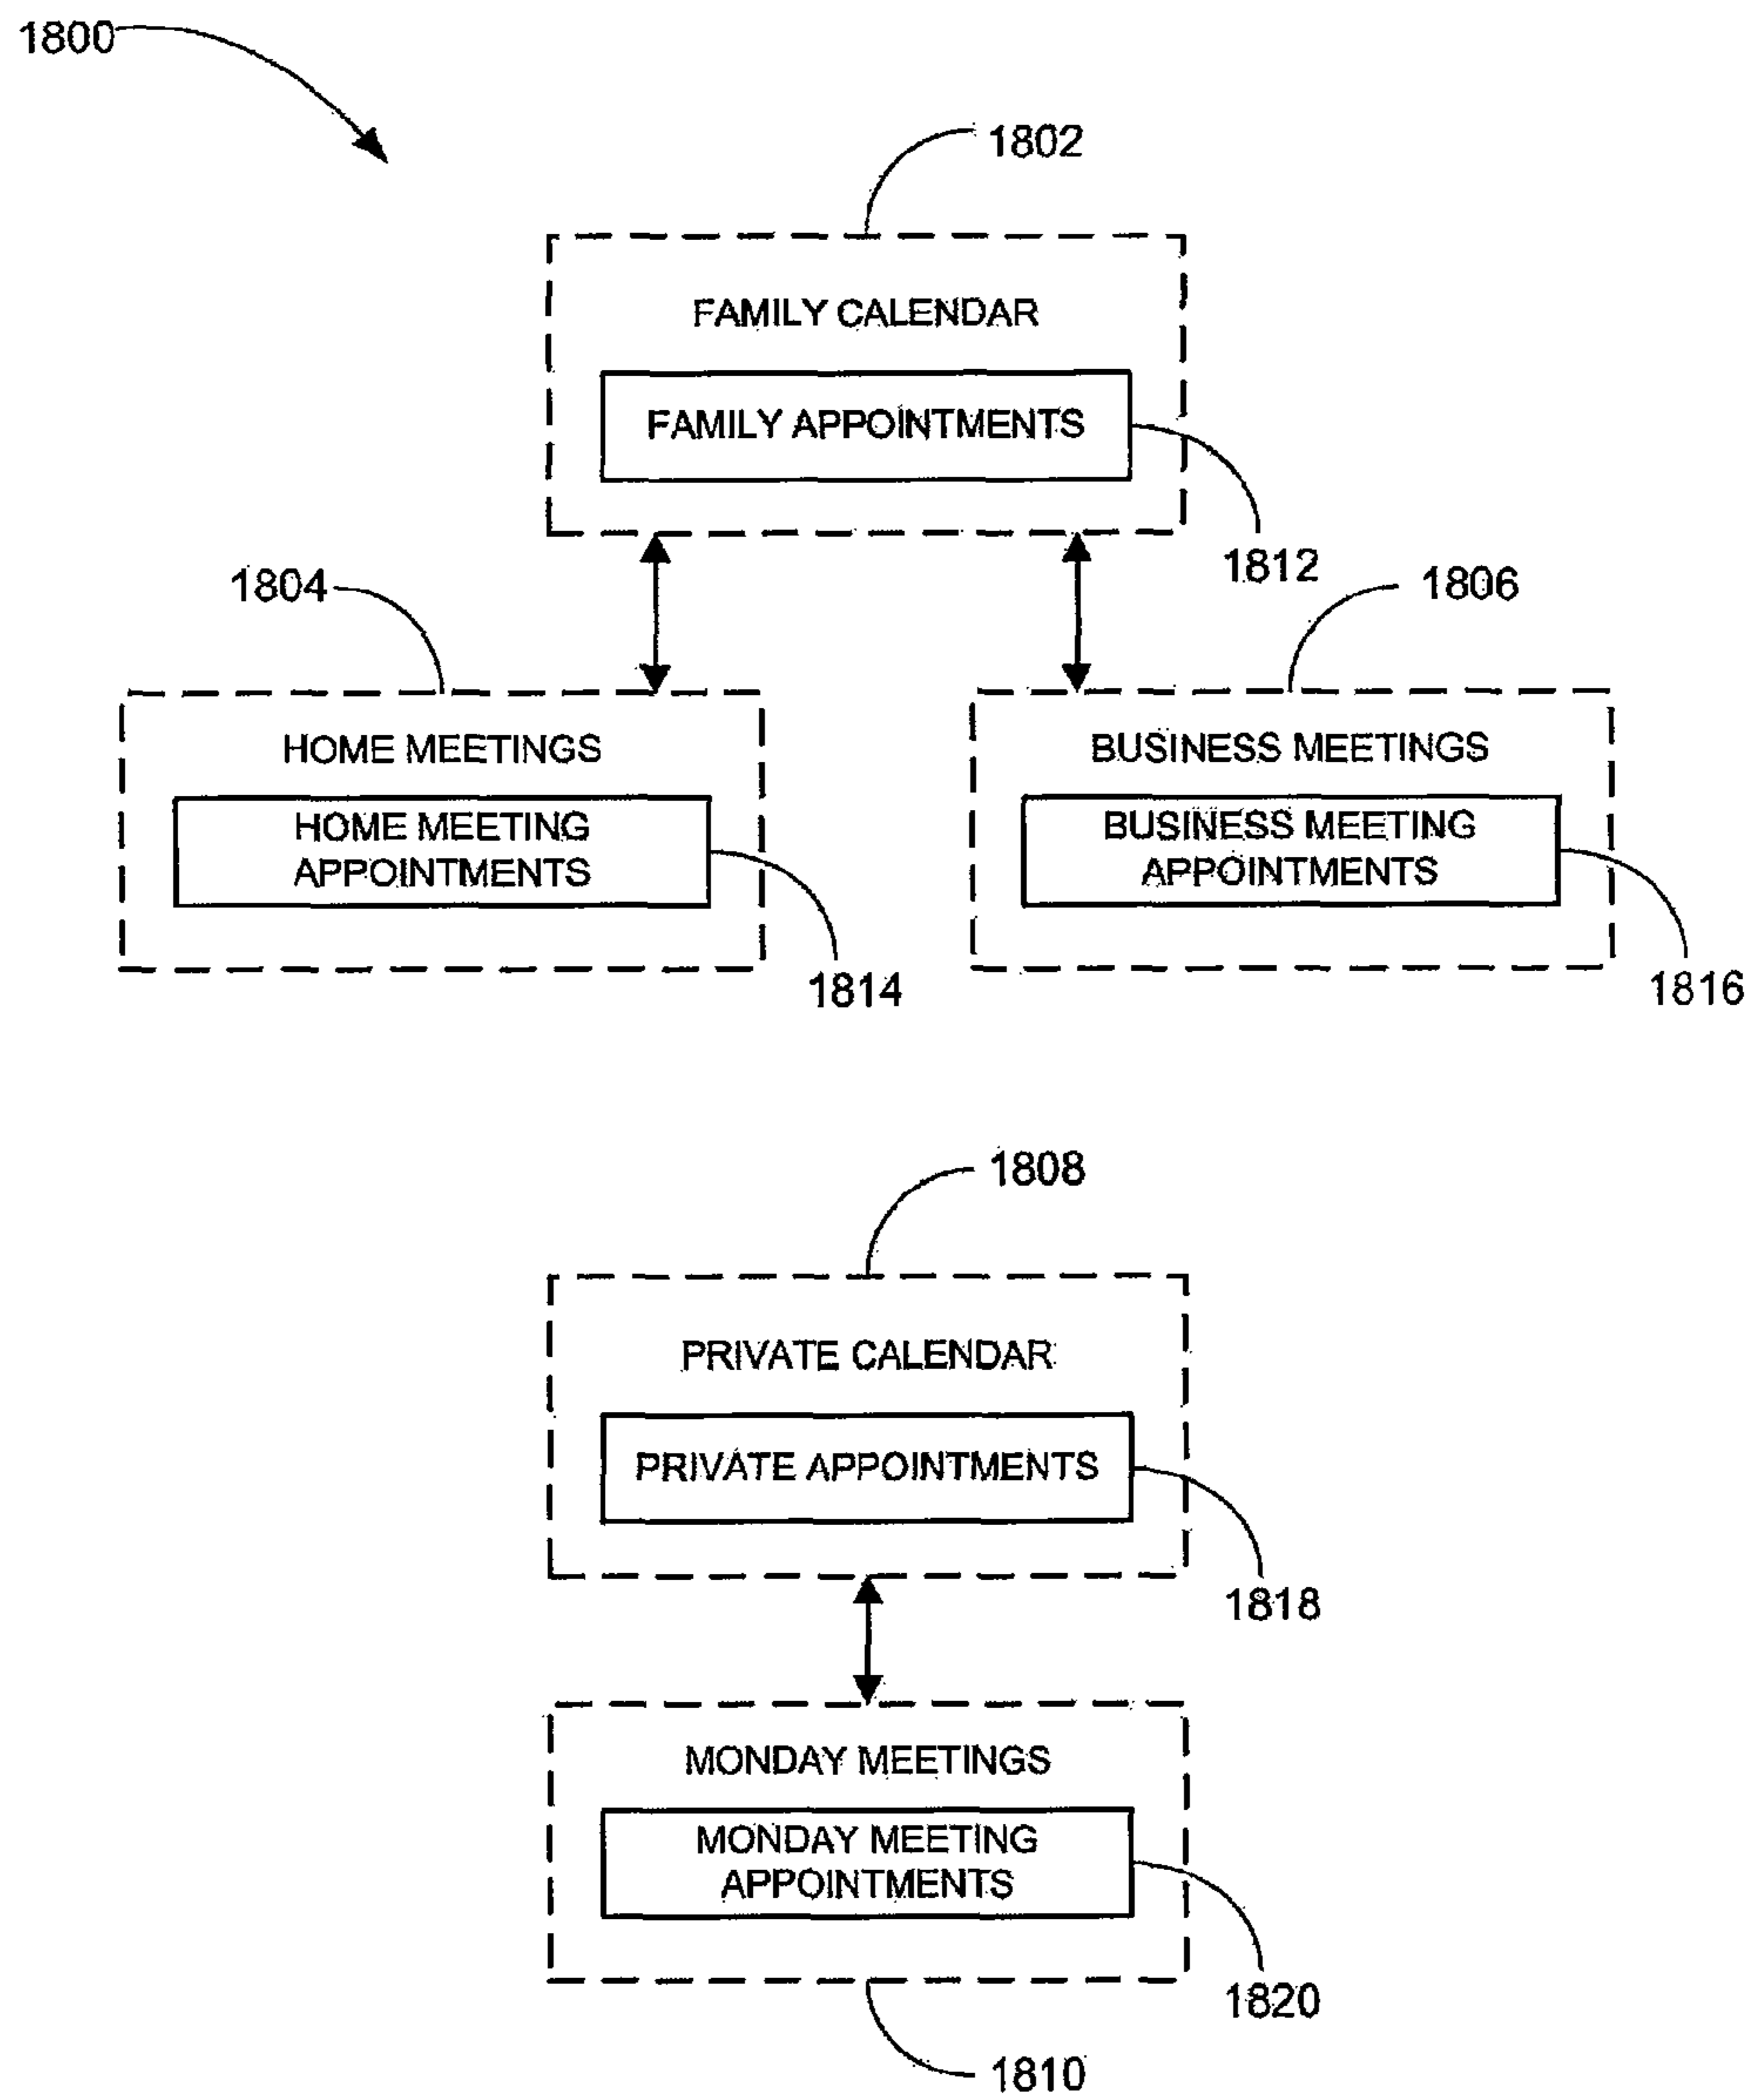 1800
1802
FAMILY CALENDAR
FAMILY APPOINTMENTS
1812
1804
1806
HOME MEETINGS
HOME MEETING
APPOINTMENTS
1814
BUSINESS MEETINGS
BUSINESS MEETING
APPOINTMENTS
1816
1808
PRIVATE CALENDAR
PRIVATE APPOINTMENTS
1818
MONDAY MEETINGS
MONDAY MEETING
APPOINTMENTS
1820
1810